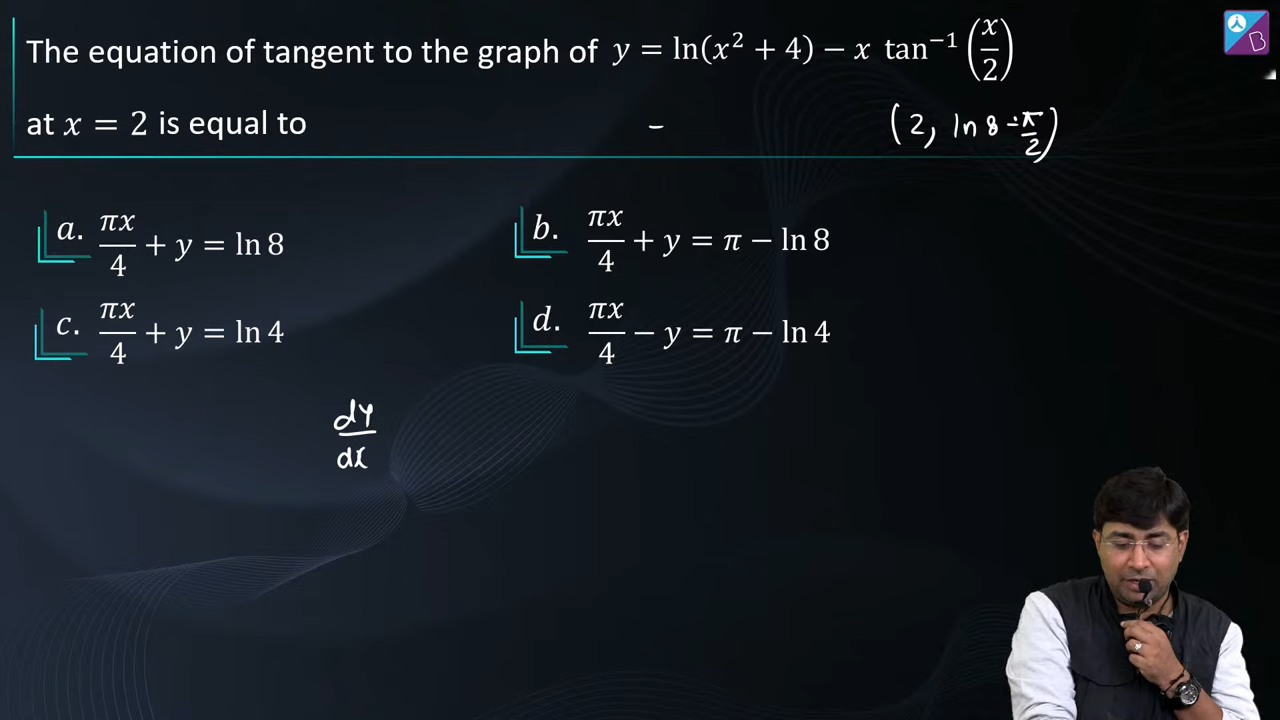 The equation of tangent to the graph of y = ln(x² + 4) − x tan⁻¹(x/2)
at x = 2 is equal to
−
(2, ln 8 − π/2)
a. πx/4 + y = ln 8
b. πx/4 + y = π − ln 8
c. πx/4 + y = ln 4
d. πx/4 − y = π − ln 4
dy/dx
B